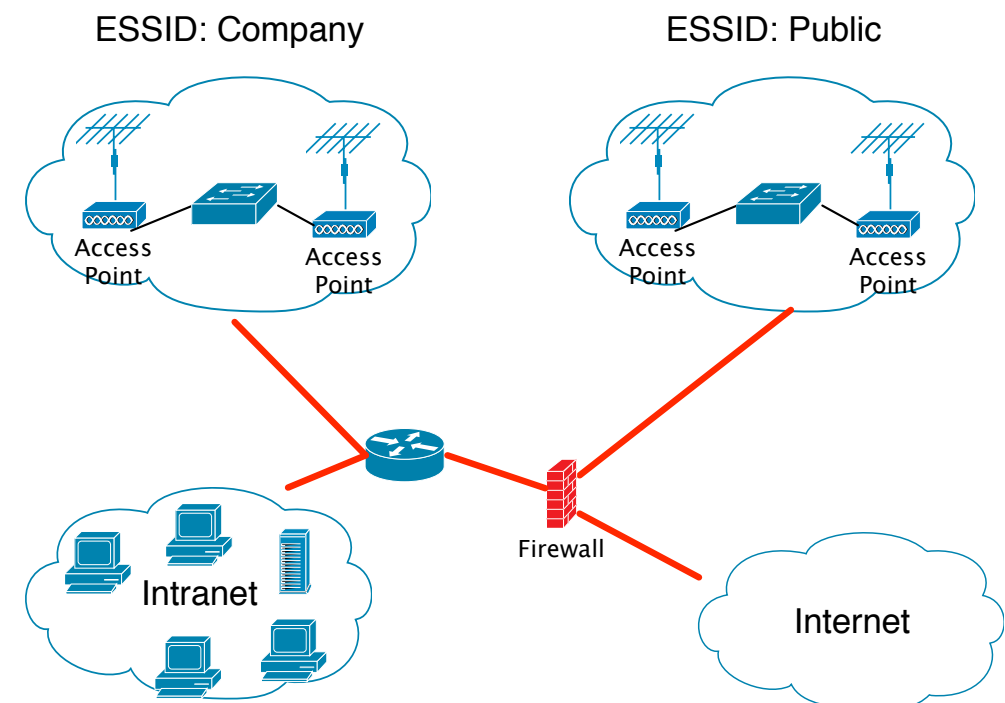 ESSID: Company
ESSID: Public
Access
Point
Access
Point
Access
Point
Access
Point
Firewall
Intranet
Internet